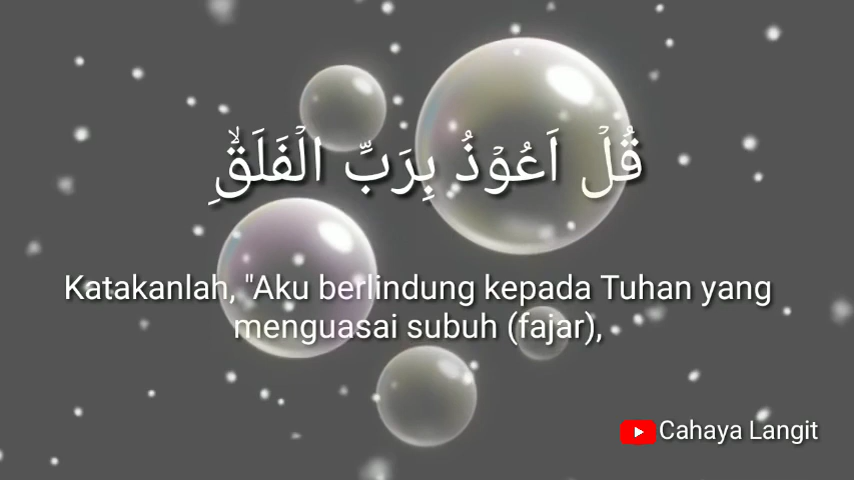 قُلْ اَعُوْذُ بِرَبِّ الْفَلَقِۙ
Katakanlah, "Aku berlindung kepada Tuhan yang
menguasai subuh (fajar),
Cahaya Langit